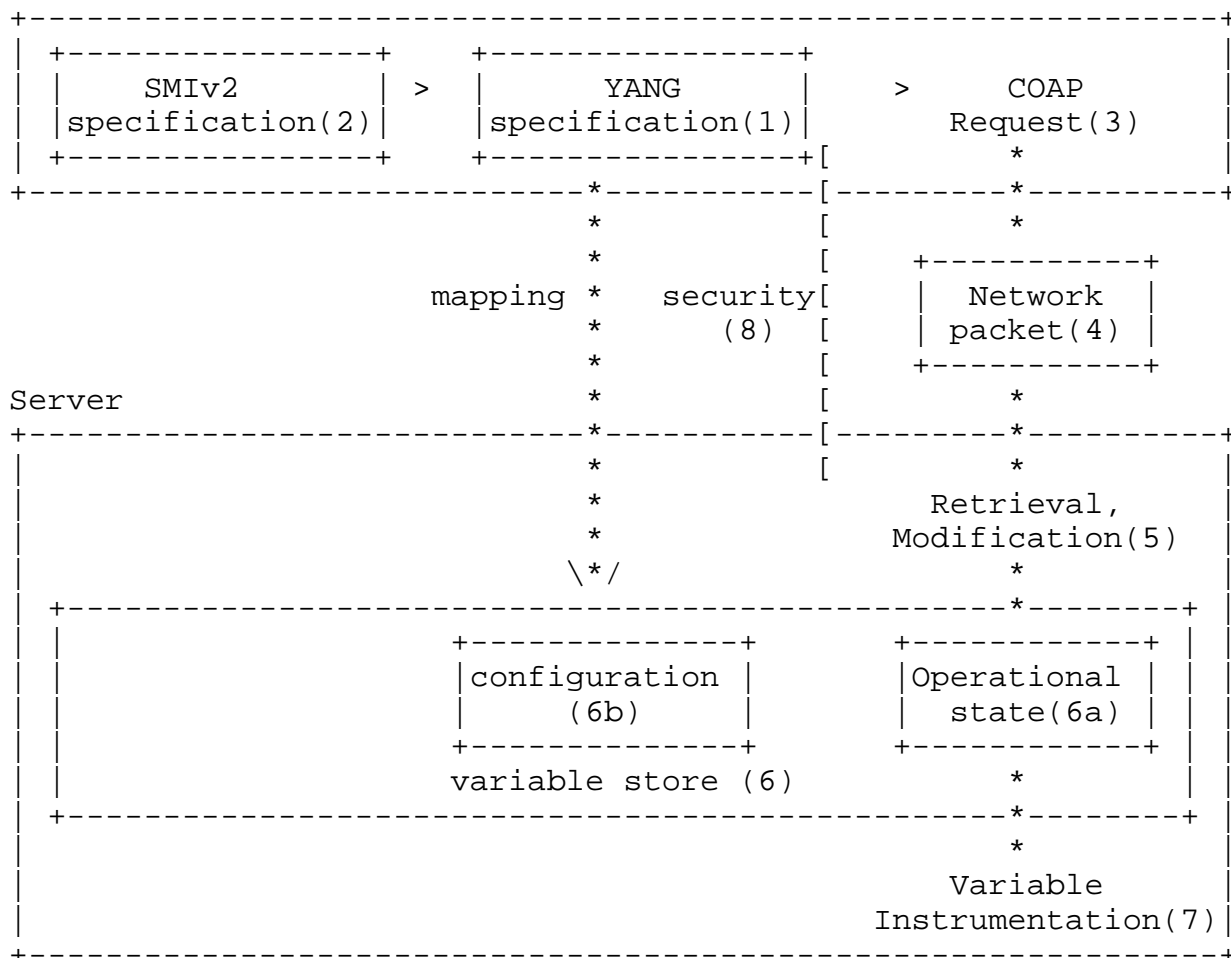 SMIv2 > YANG > COAP
specification(2) specification(1) Request(3)
mapping security Network
(8) packet(4)
Server
Retrieval,
Modification(5)
configuration Operational
(6b) state(6a)
variable store (6)
Variable
Instrumentation(7)